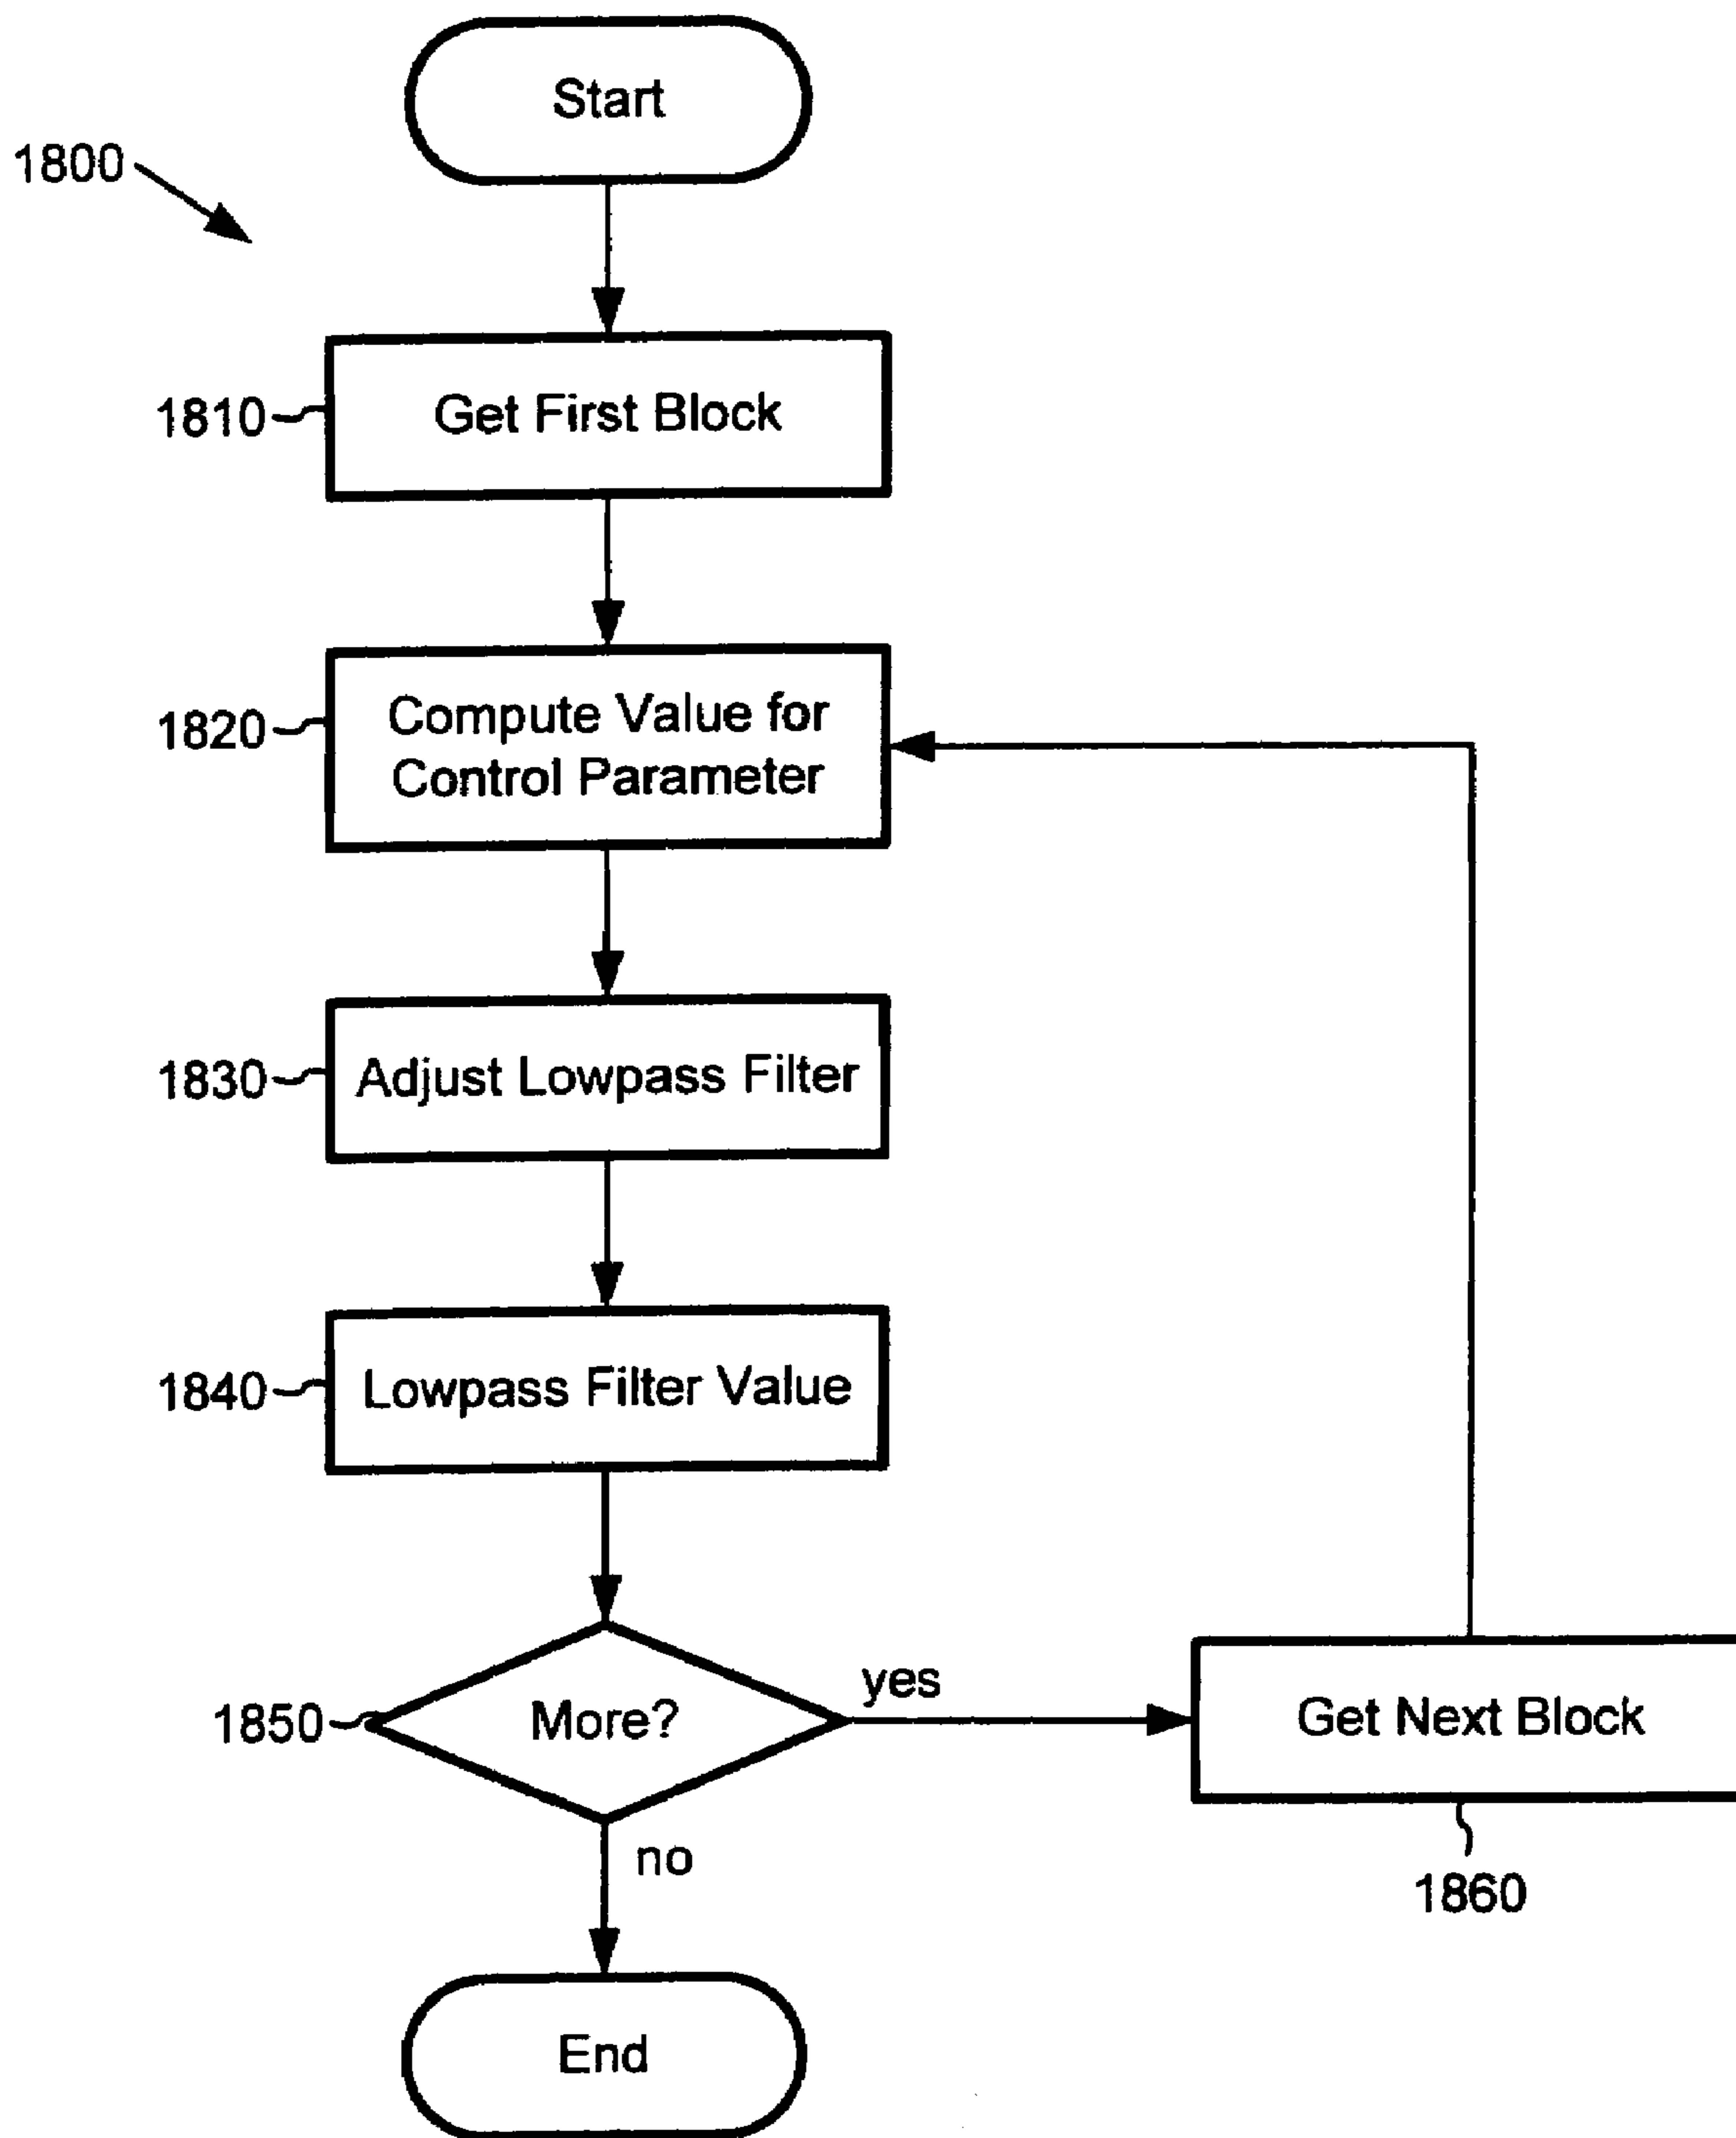 Start
1800
1810
Get First Block
1820
Compute Value for
Control Parameter
1830
Adjust Lowpass Filter
1840
Lowpass Filter Value
1850
More?
yes
Get Next Block
1860
no
End